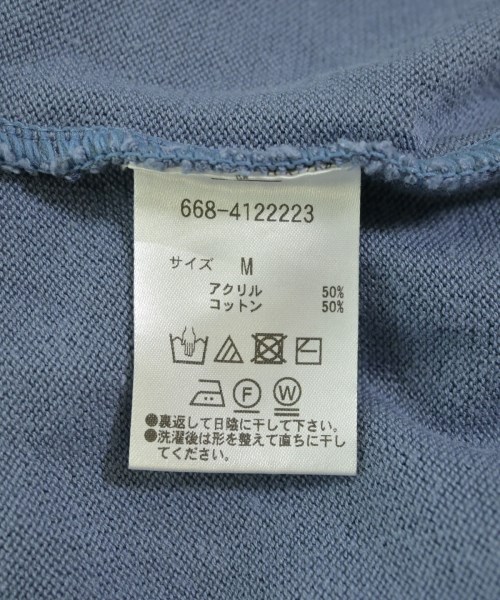 668-4122223
サイズ M
アクリル 50%
コットン 50%
F W
●裏返して日陰に干して下さい。
●洗濯後は形を整えて直ちに干し
てください。